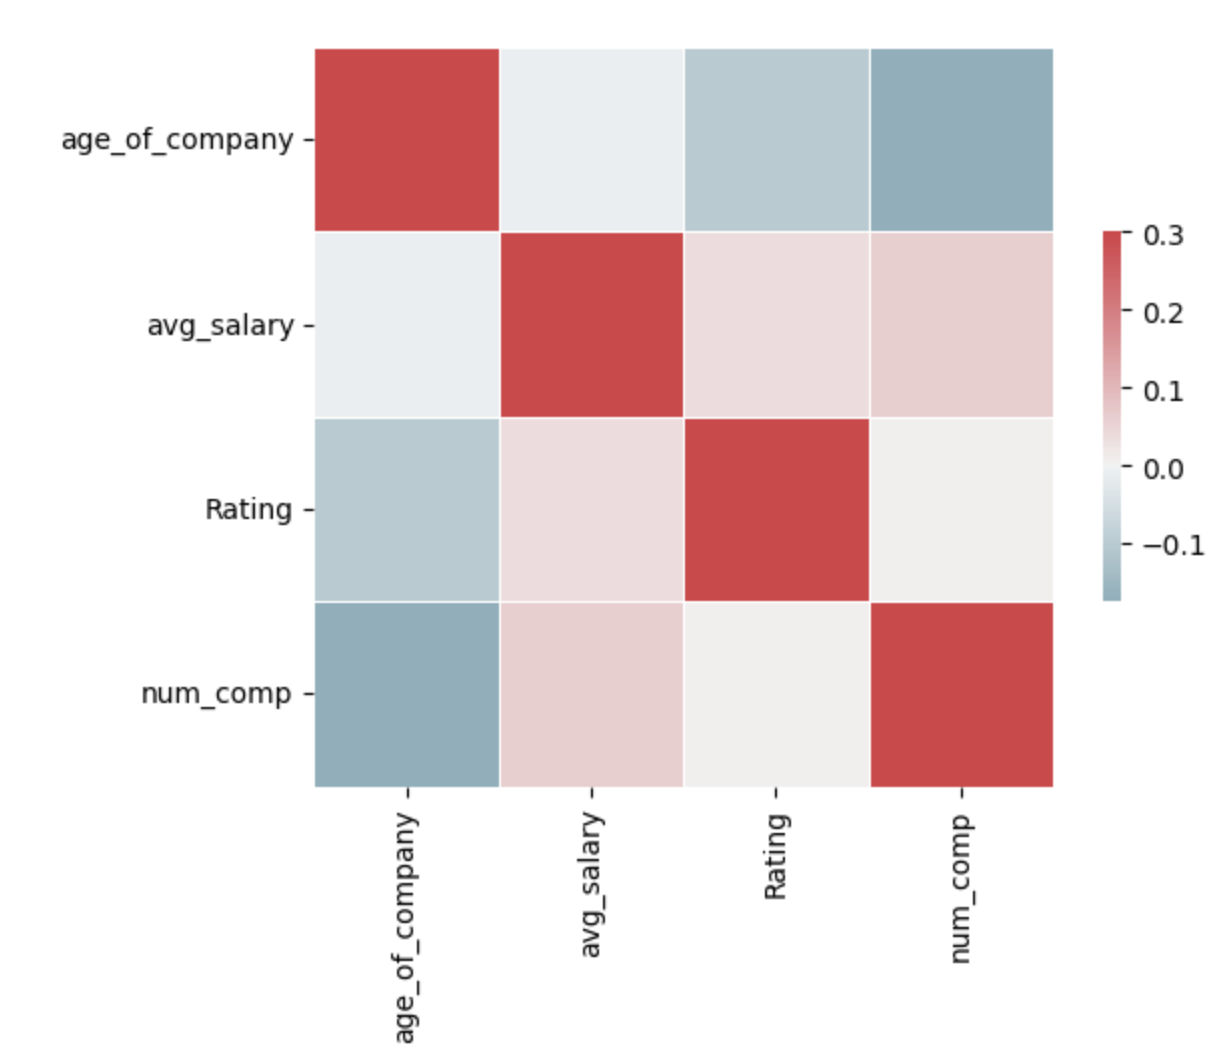 age_of_company
avg_salary
Rating
num_comp
0.3
0.2
0.1
0.0
−0.1
age_of_company
avg_salary
Rating
num_comp